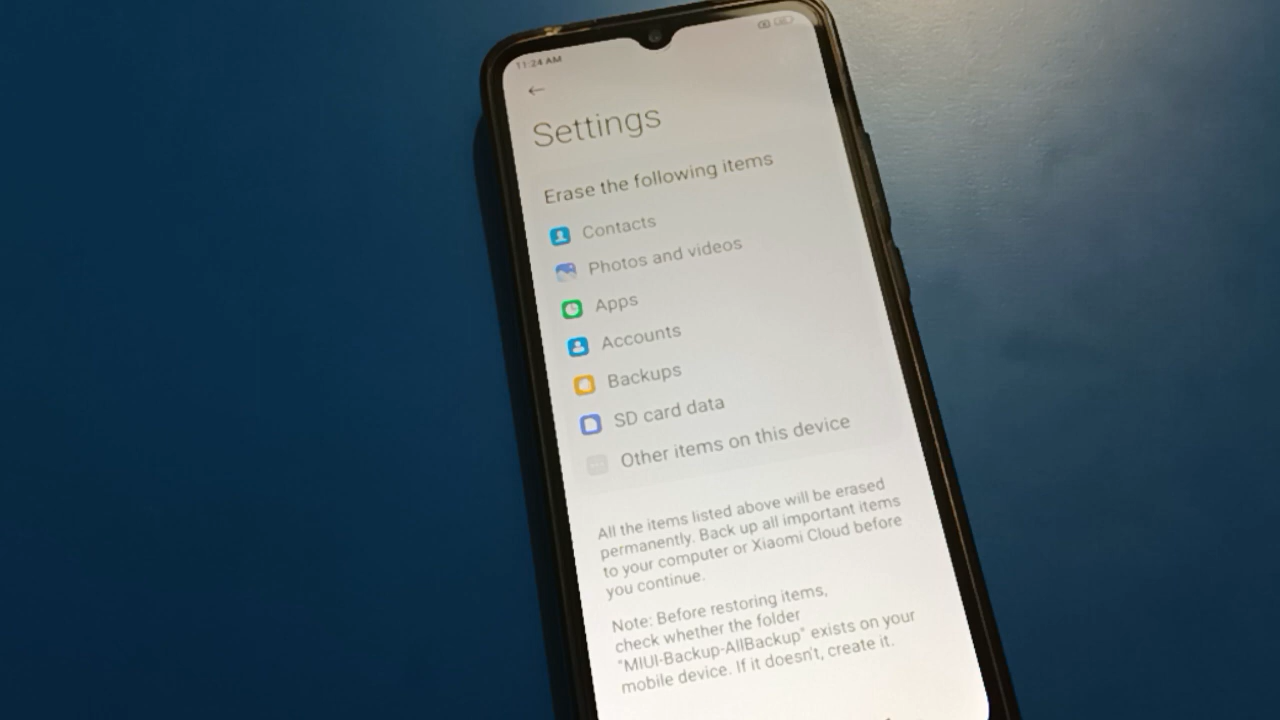 11:24 AM
Settings
Erase the following items
Contacts
Photos and videos
Apps
Accounts
Backups
SD card data
Other items on this device
All the items listed above will be erased
permanently. Back up all important items
to your computer or Xiaomi Cloud before
you continue.
Note: Before restoring items,
check whether the folder
"MIUI-Backup-AllBackup" exists on your
mobile device. If it doesn't, create it.